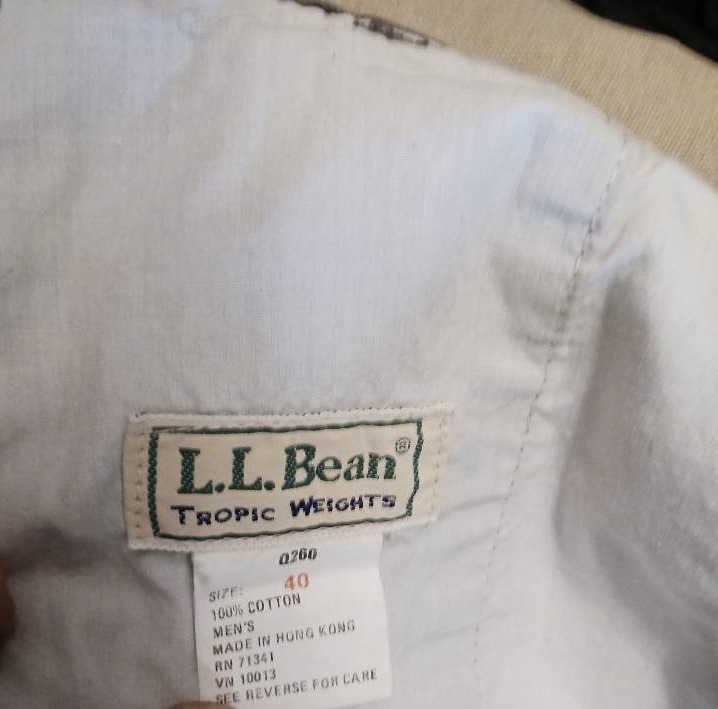 L.L.Bean®
TROPIC WEIGHTS
0260
SIZE: 40
100% COTTON
MEN'S
MADE IN HONG KONG
RN 71341
VN 10013
SEE REVERSE FOR CARE